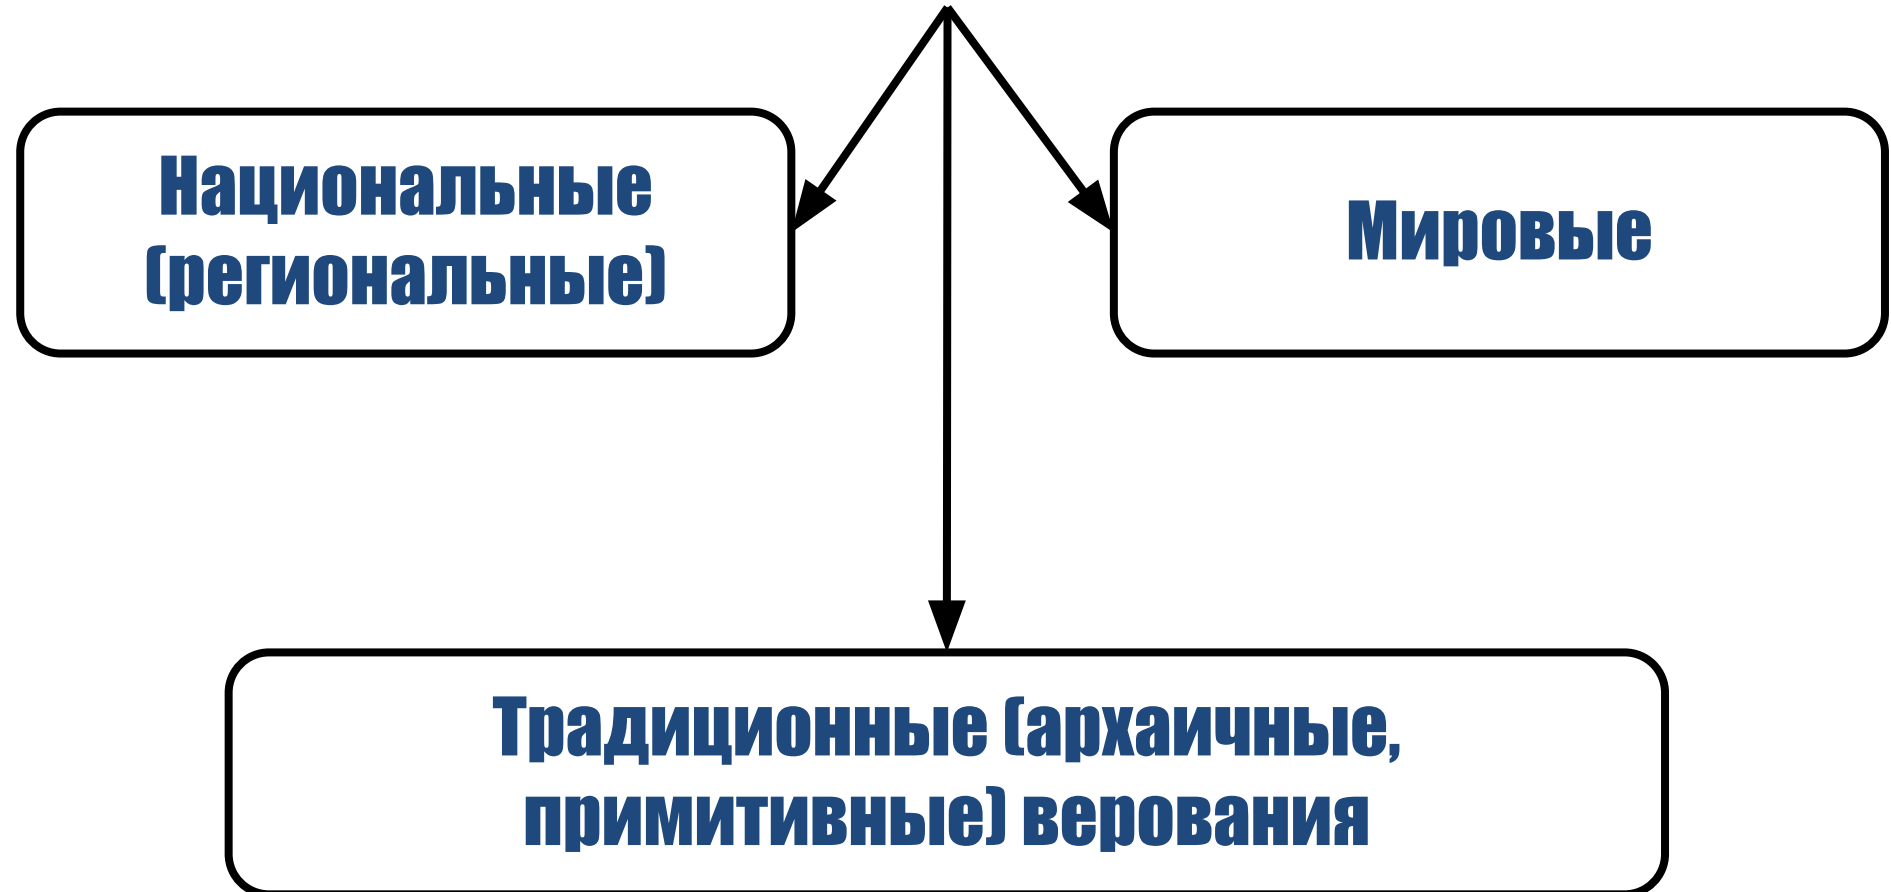 Национальные
(региональные)
Мировые
Традиционные (архаичные,
примитивные) верования